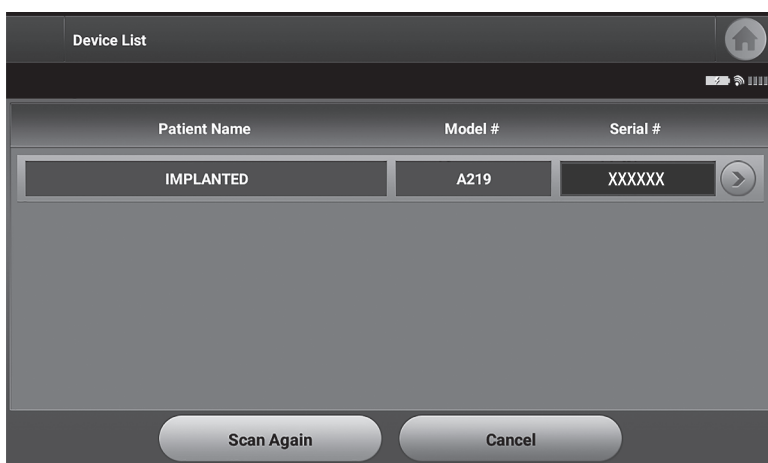 Device List
Patient Name Model # Serial #
IMPLANTED A219 XXXXXX
Scan Again Cancel